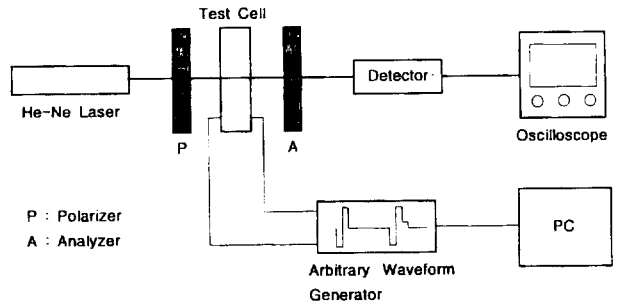 Test Cell
He-Ne Laser
P
A
Detector
Oscilloscope
P : Polarizer
A : Analyzer
Arbitrary Waveform
Generator
PC